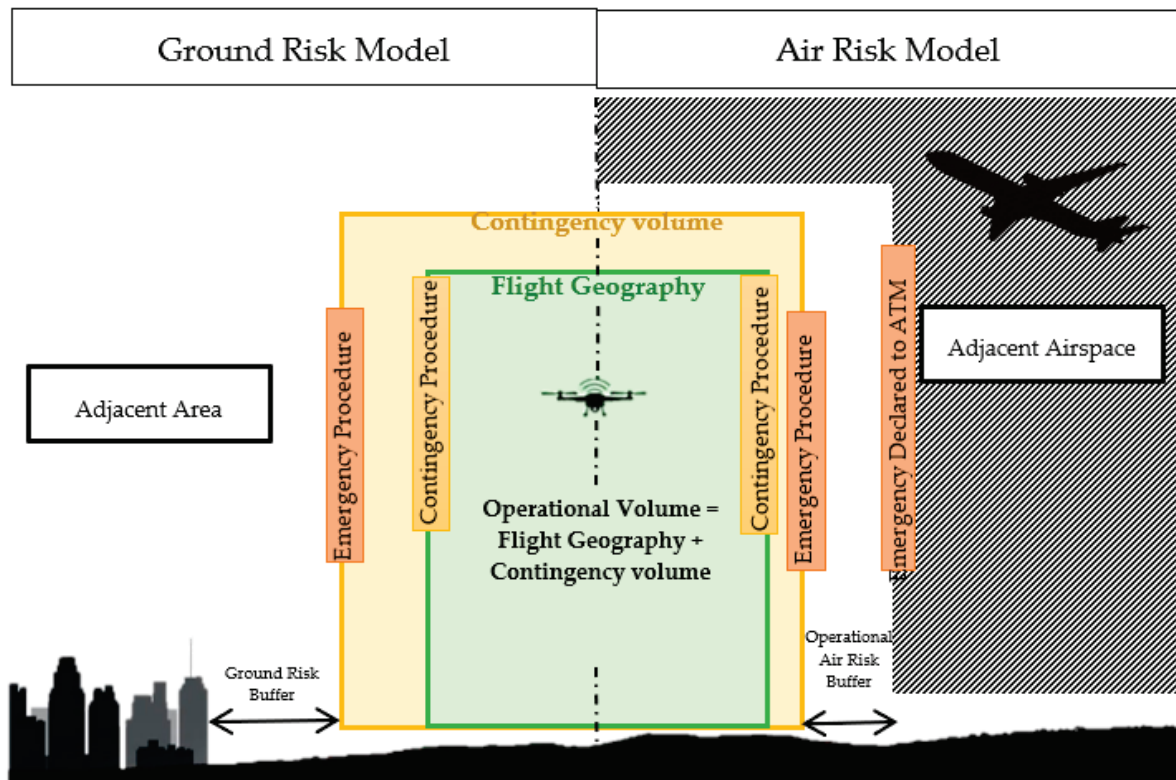 Ground Risk Model
Air Risk Model
Contingency volume
Flight Geography
Emergency Procedure
Contingency Procedure
Contingency Procedure
Emergency Procedure
Emergency Declared to ATM
Adjacent Area
Adjacent Airspace
Operational Volume =
Flight Geography +
Contingency volume
Ground Risk
Buffer
Operational
Air Risk
Buffer